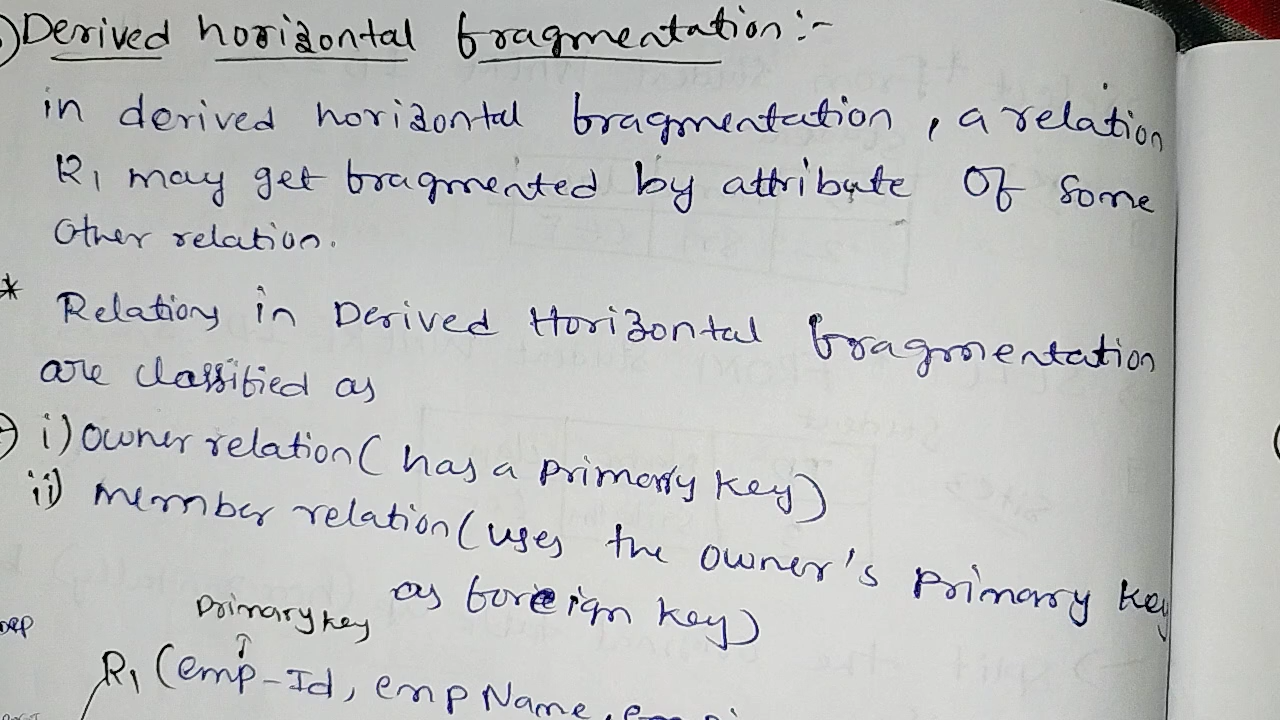 Derived horizontal fragmentation :-
in derived horizontal fragmentation, a relation
R1 may get fragmented by attribute of some
other relation.
* Relations in Derived Horizontal fragmentation
are classified as
i) owner relation (has a primary key)
ii) member relation (uses the owner's primary key
as foreign key)
Primary key
R1 (emp-Id, emp Name,